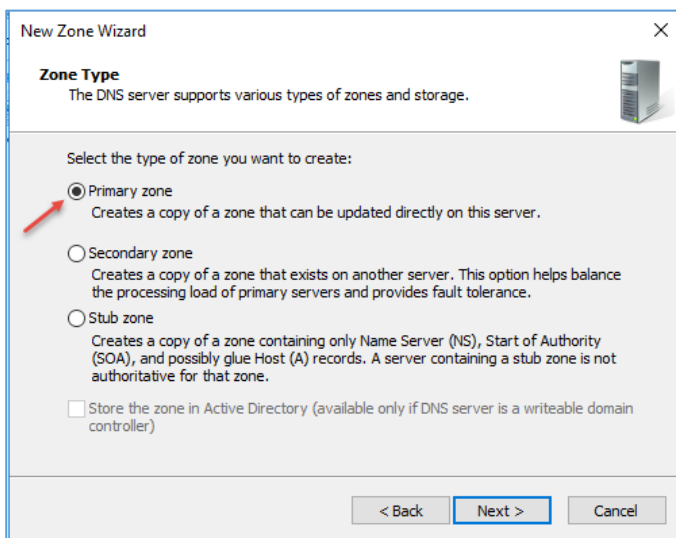 New Zone Wizard
Zone Type
The DNS server supports various types of zones and storage.
Select the type of zone you want to create:
Primary zone
Creates a copy of a zone that can be updated directly on this server.
Secondary zone
Creates a copy of a zone that exists on another server. This option helps balance
the processing load of primary servers and provides fault tolerance.
Stub zone
Creates a copy of a zone containing only Name Server (NS), Start of Authority
(SOA), and possibly glue Host (A) records. A server containing a stub zone is not
authoritative for that zone.
Store the zone in Active Directory (available only if DNS server is a writeable domain
controller)
< Back Next > Cancel